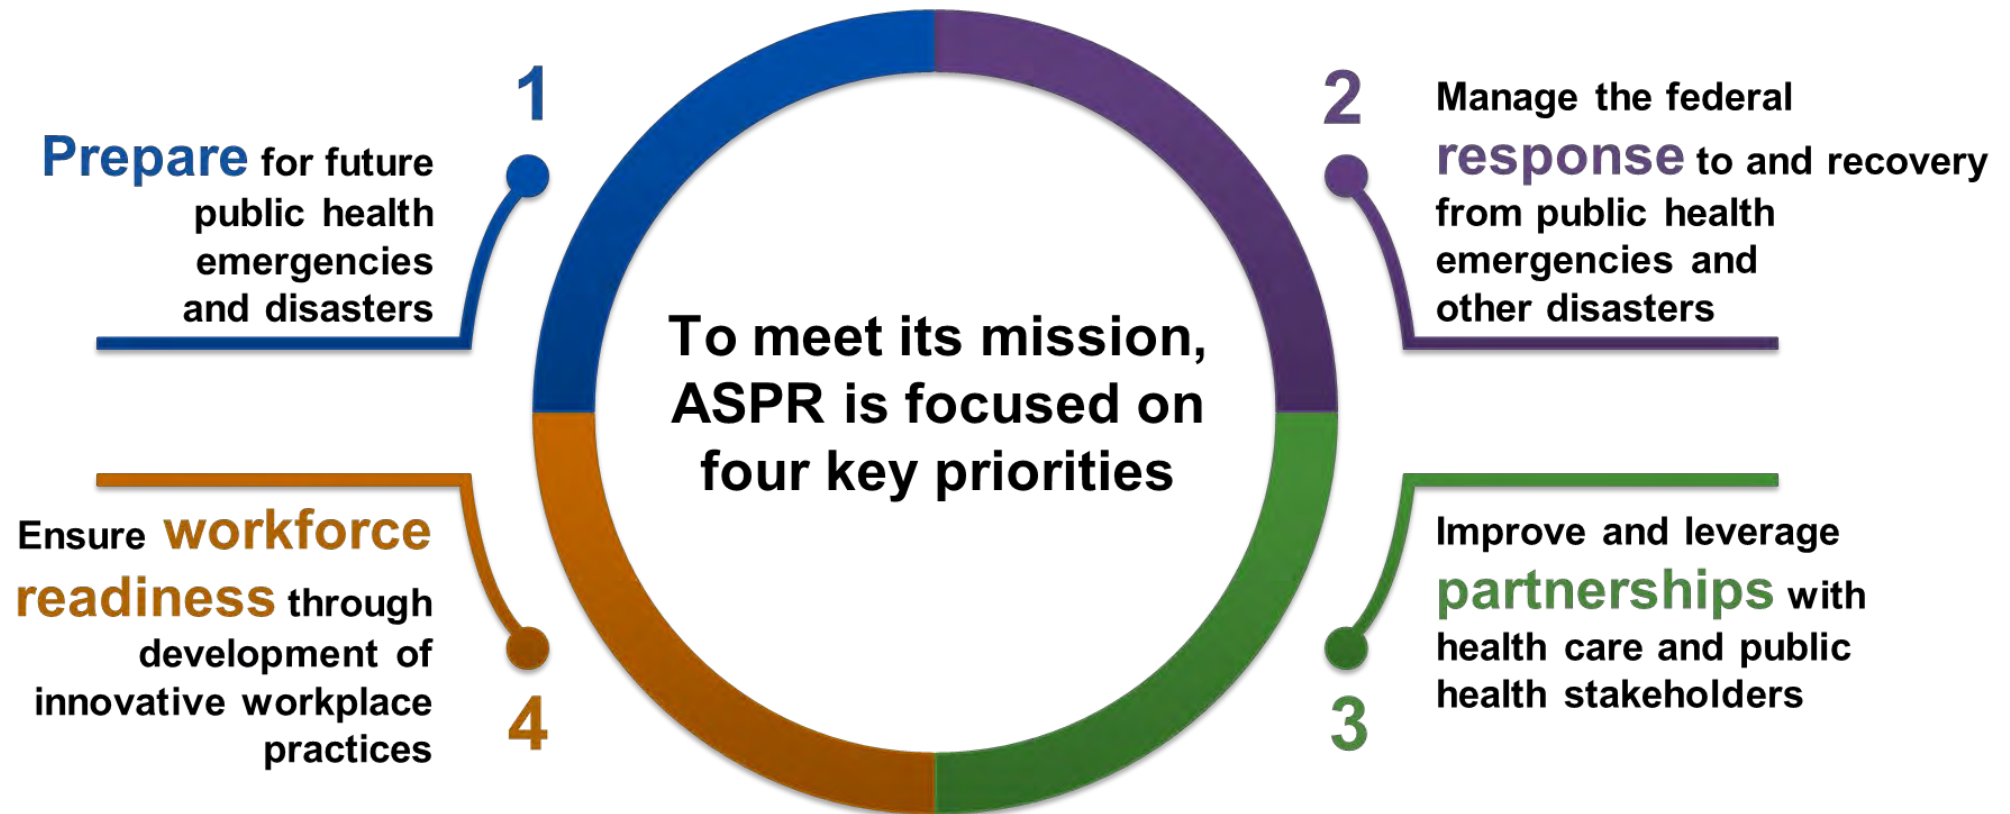 1
Prepare for future
public health
emergencies
and disasters
2
Manage the federal
response to and recovery
from public health
emergencies and
other disasters
To meet its mission,
ASPR is focused on
four key priorities
3
Improve and leverage
partnerships with
health care and public
health stakeholders
4
Ensure workforce
readiness through
development of
innovative workplace
practices